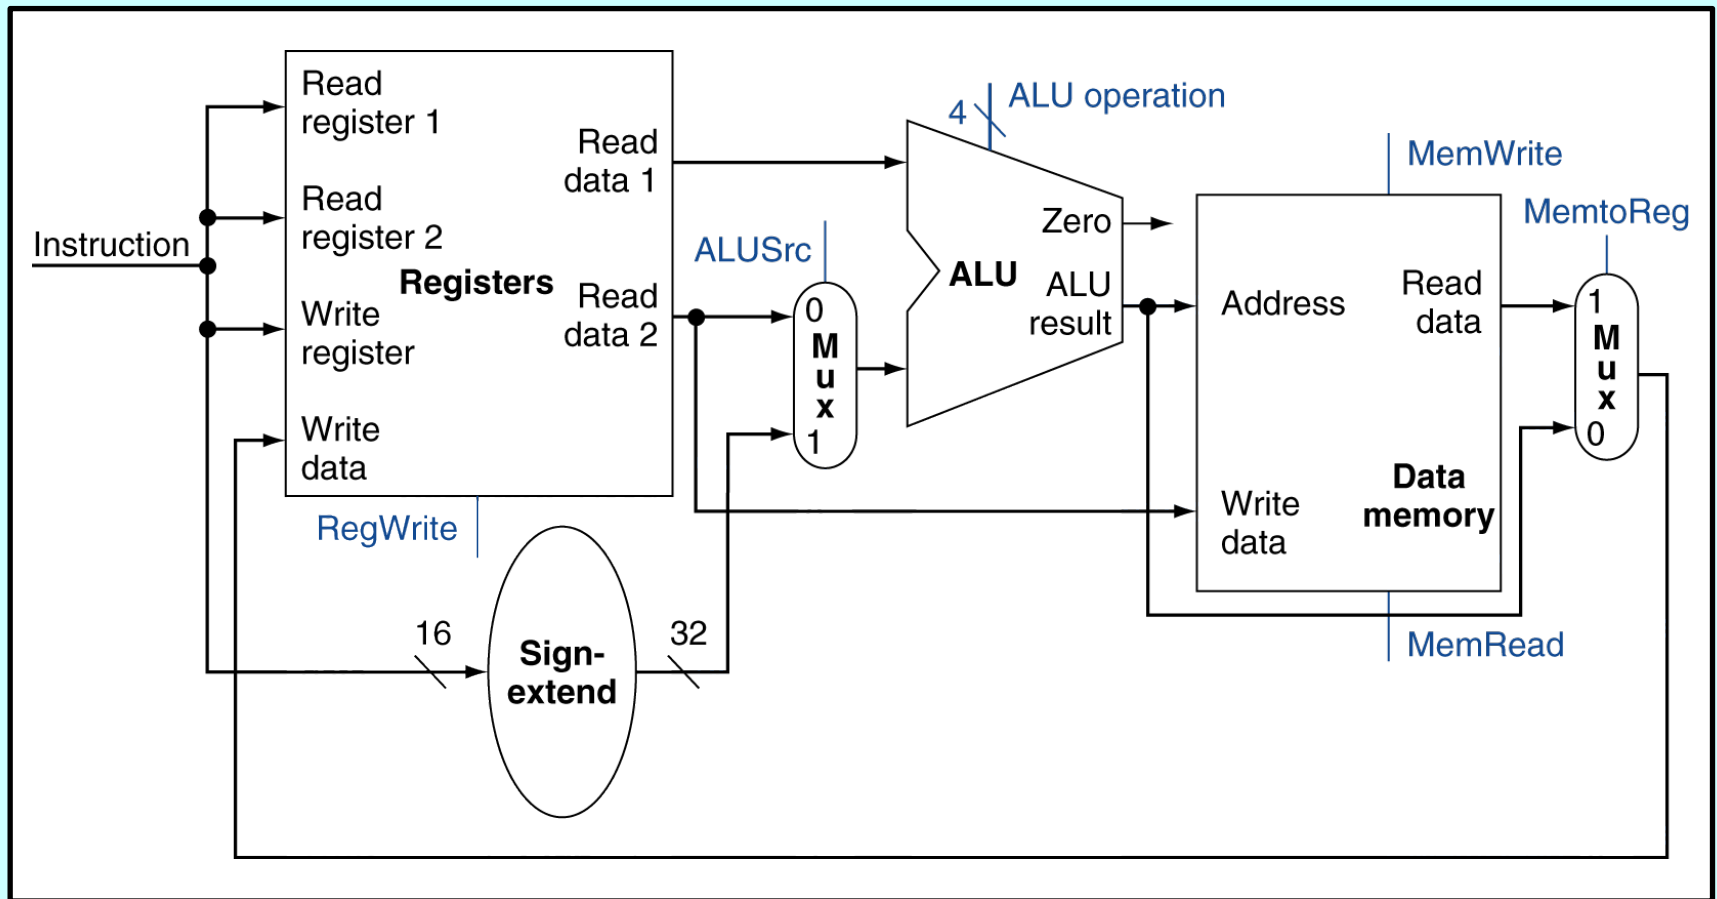 Instruction
Read
register 1
Read
register 2
Registers
Write
register
Write
data
Read
data 1
Read
data 2
RegWrite
16
Sign-
extend
32
ALUSrc
0
M
u
x
1
4
ALU operation
Zero
ALU
ALU
result
MemWrite
Address
Read
data
Write
data
Data
memory
MemRead
MemtoReg
1
M
u
x
0